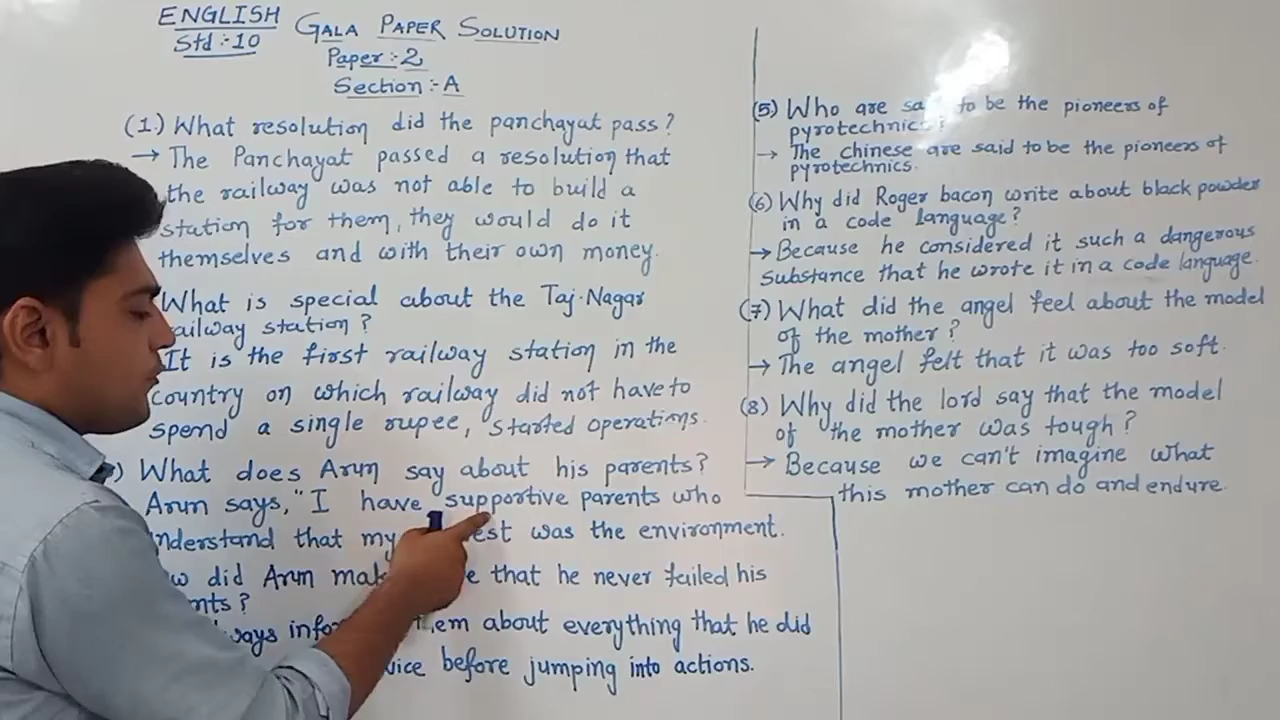 ENGLISH
Std :- 10
GALA PAPER SOLUTION
Paper :- 2
Section :- A
(1.) What resolution did the panchayat pass?
→ The Panchayat passed a resolution that
the railway was not able to build a
station for them, they would do it
themselves and with their own money.
What is special about the Taj-Nagar
ailway station?
It is the first railway station in the
country on which railway did not have to
spend a single rupee, started operations.
) What does Arun say about his parents?
Arun says, "I have supportive parents who
nderstand that my est was the environment.
w did Arun mak e that he never failed his
nts?
ways info em about everything that he did
vice before jumping into actions.
(5) Who are sa to be the pioneers of
pyrotechnics?
→ The chinese are said to be the pioneers of
pyrotechnics.
(6) Why did Roger bacon write about black powder
in a code language?
→ Because he considered it such a dangerous
substance that he wrote it in a code language.
(7) What did the angel feel about the model
of the mother?
→ The angel felt that it was too soft.
(8) Why did the lord say that the model
of the mother was tough?
→ Because we can't imagine what
this mother can do and endure.